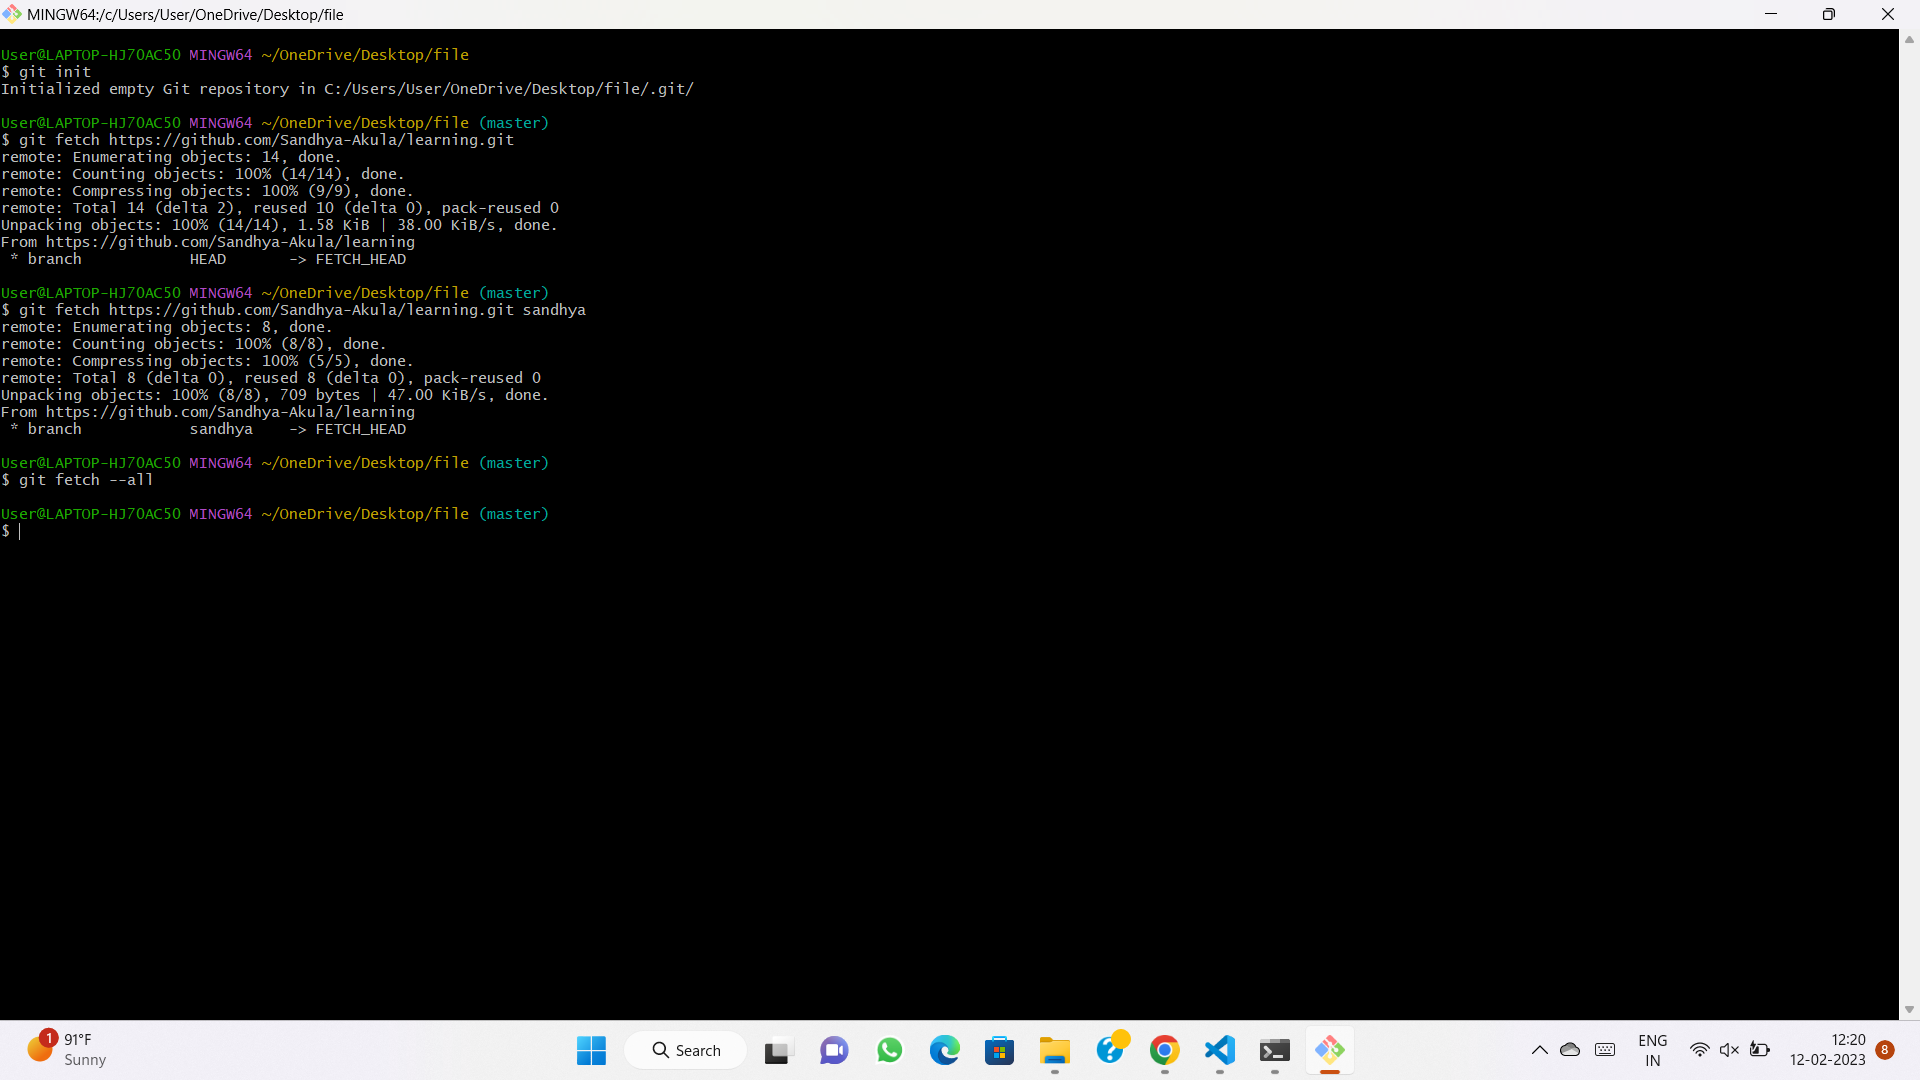 MINGW64:/c/Users/User/OneDrive/Desktop/file
User@LAPTOP-HJ7OAC5O MINGW64 ~/OneDrive/Desktop/file
$ git init
Initialized empty Git repository in C:/Users/User/OneDrive/Desktop/file/.git/
User@LAPTOP-HJ7OAC5O MINGW64 ~/OneDrive/Desktop/file (master)
$ git fetch https://github.com/Sandhya-Akula/learning.git
remote: Enumerating objects: 14, done.
remote: Counting objects: 100% (14/14), done.
remote: Compressing objects: 100% (9/9), done.
remote: Total 14 (delta 2), reused 10 (delta 0), pack-reused 0
Unpacking objects: 100% (14/14), 1.58 KiB | 38.00 KiB/s, done.
From https://github.com/Sandhya-Akula/learning
 * branch            HEAD       -> FETCH_HEAD
User@LAPTOP-HJ7OAC5O MINGW64 ~/OneDrive/Desktop/file (master)
$ git fetch https://github.com/Sandhya-Akula/learning.git sandhya
remote: Enumerating objects: 8, done.
remote: Counting objects: 100% (8/8), done.
remote: Compressing objects: 100% (5/5), done.
remote: Total 8 (delta 0), reused 8 (delta 0), pack-reused 0
Unpacking objects: 100% (8/8), 709 bytes | 47.00 KiB/s, done.
From https://github.com/Sandhya-Akula/learning
 * branch            sandhya    -> FETCH_HEAD
User@LAPTOP-HJ7OAC5O MINGW64 ~/OneDrive/Desktop/file (master)
$ git fetch --all
User@LAPTOP-HJ7OAC5O MINGW64 ~/OneDrive/Desktop/file (master)
$
1
91°F
Sunny
Search
ENG
IN
12:20
12-02-2023
8